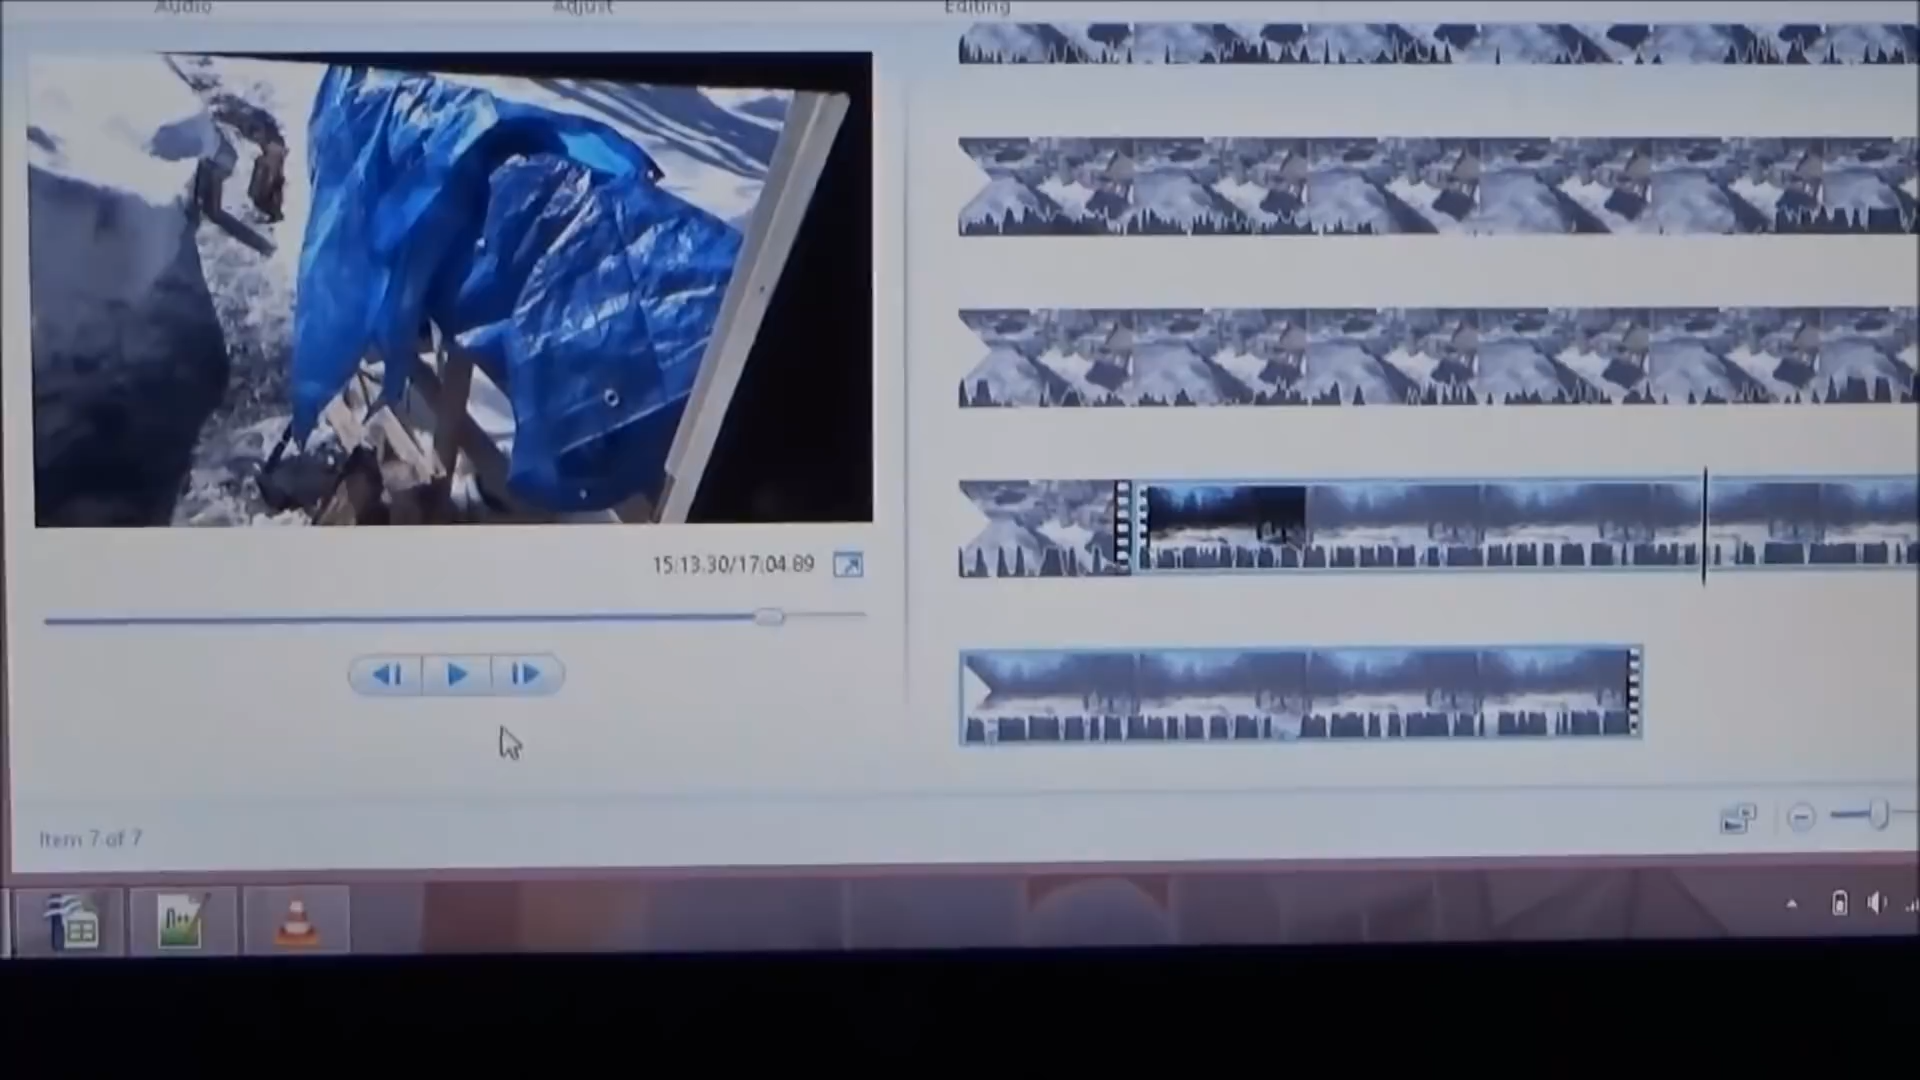 Audio
Adjust
Editing
15:13.30/17:04.89
Item 7 of 7
n++